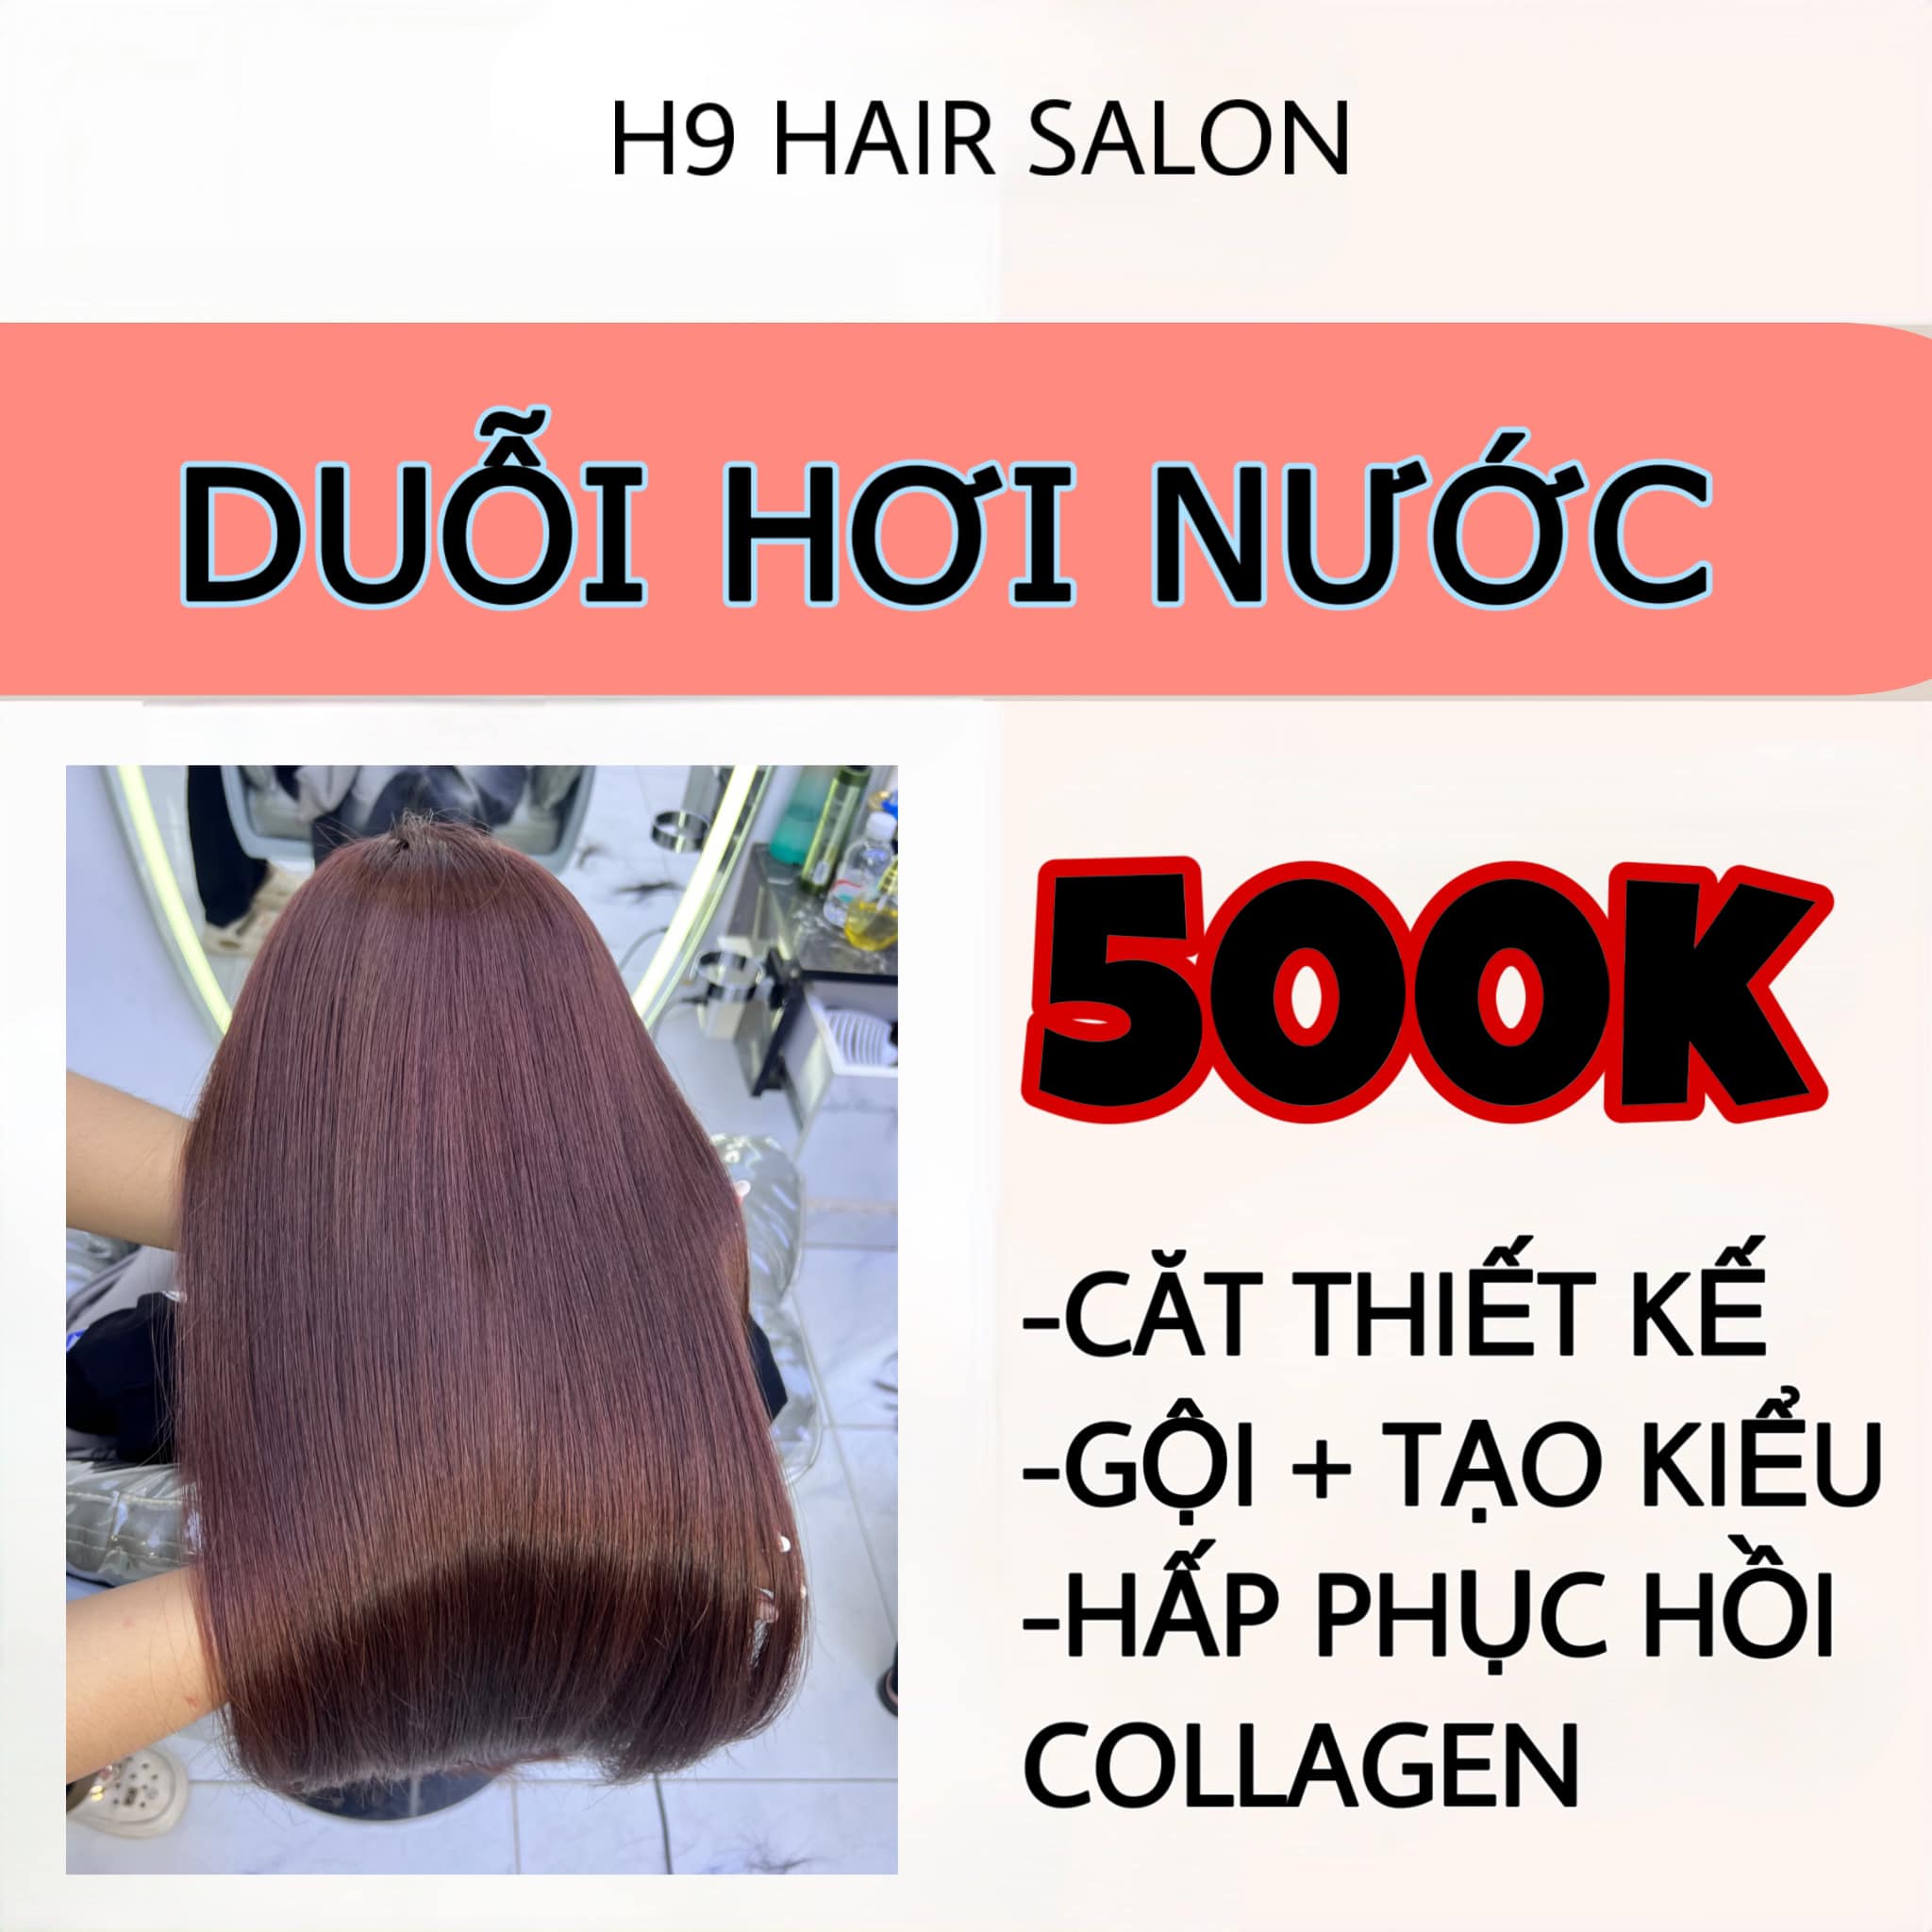 H9 HAIR SALON
DUỖI HƠI NƯỚC
500K
-CĂT THIẾT KẾ
-GỘI + TẠO KIỂU
-HẤP PHỤC HỒI
COLLAGEN